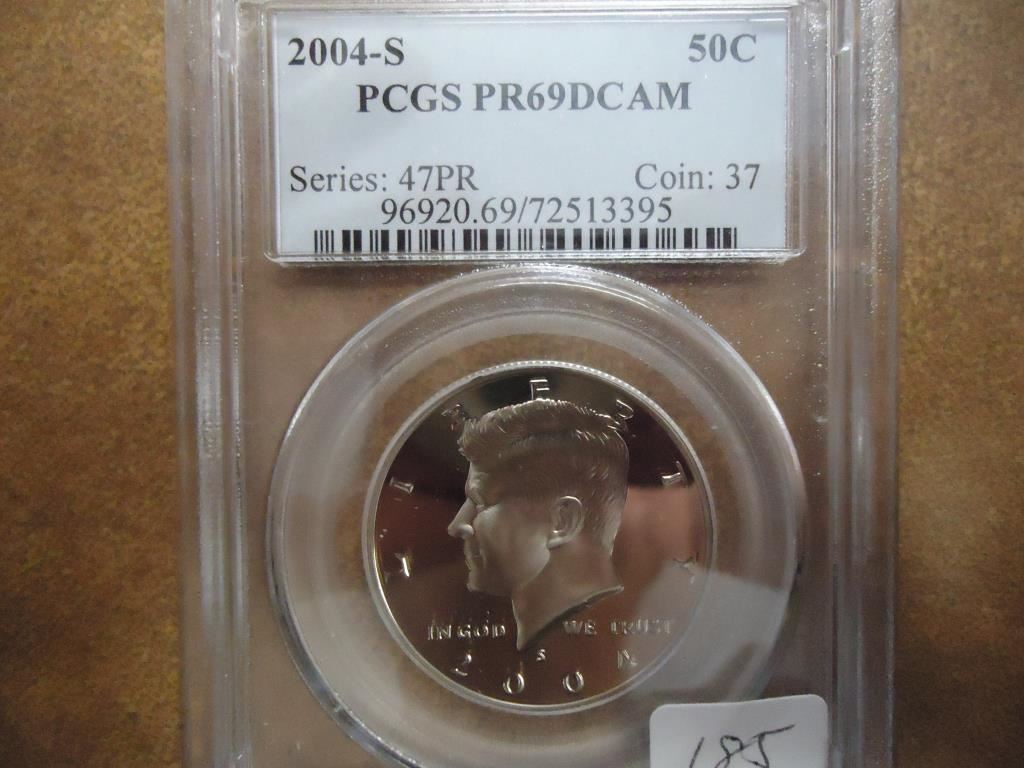 2004-S 50C
PCGS PR69DCAM
Series: 47PR Coin: 37
96920.69/72513395
LIBERTY
IN GOD WE TRUST
S
2004
185